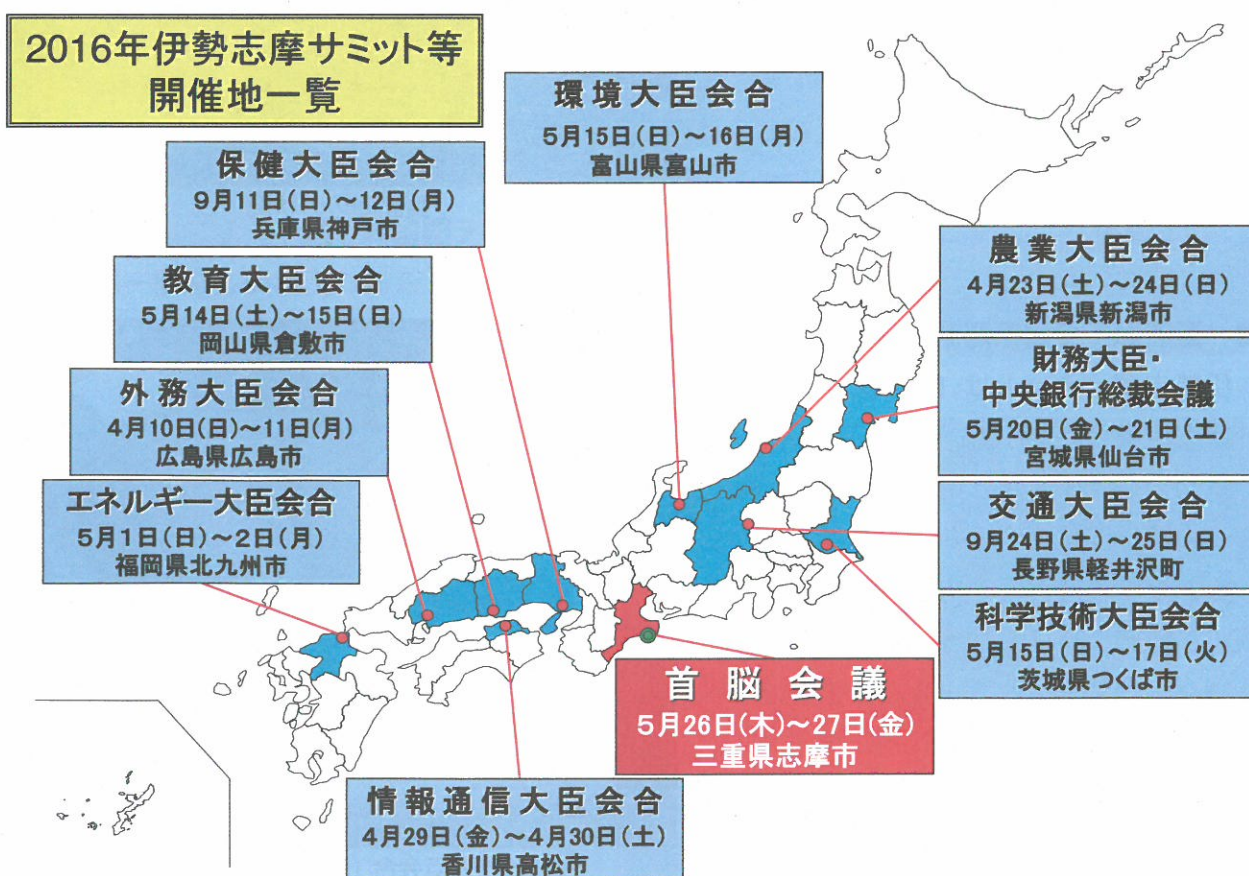 2016年伊勢志摩サミット等
開催地一覧
環境大臣会合
5月15日(日)～16日(月)
富山県富山市
保健大臣会合
9月11日(日)～12日(月)
兵庫県神戸市
教育大臣会合
5月14日(土)～15日(日)
岡山県倉敷市
外務大臣会合
4月10日(日)～11日(月)
広島県広島市
エネルギー大臣会合
5月1日(日)～2日(月)
福岡県北九州市
農業大臣会合
4月23日(土)～24日(日)
新潟県新潟市
財務大臣・
中央銀行総裁会議
5月20日(金)～21日(土)
宮城県仙台市
交通大臣会合
9月24日(土)～25日(日)
長野県軽井沢町
科学技術大臣会合
5月15日(日)～17日(火)
茨城県つくば市
首脳会議
5月26日(木)～27日(金)
三重県志摩市
情報通信大臣会合
4月29日(金)～4月30日(土)
香川県高松市